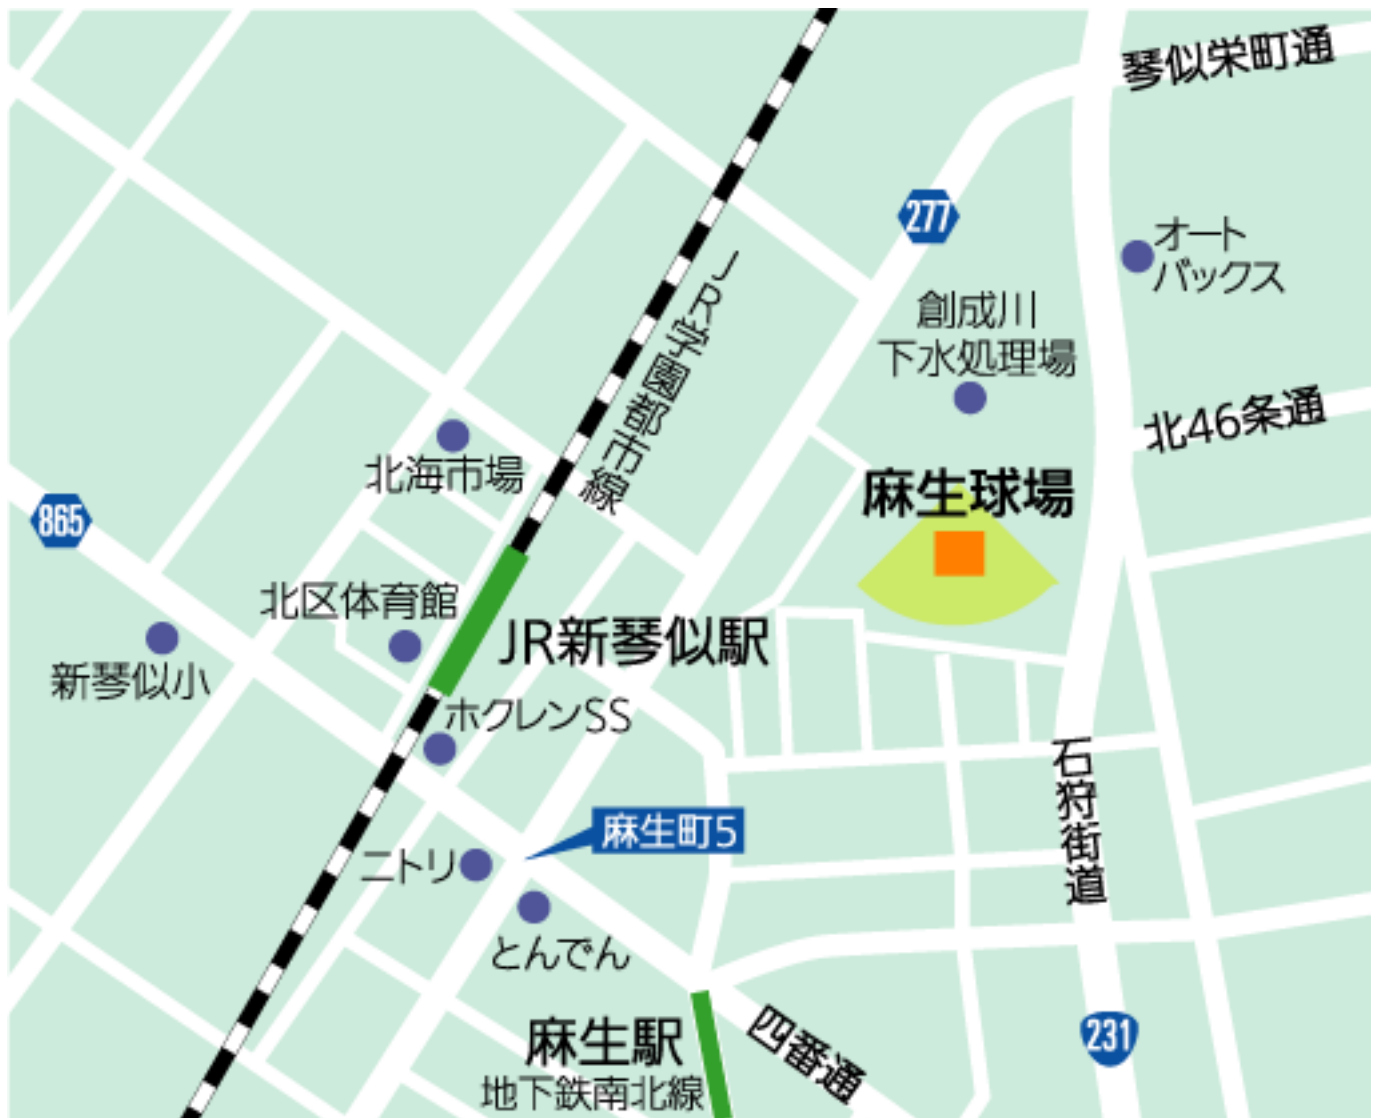 琴似栄町通
277
オート
バックス
JR学園都市線
創成川
下水処理場
北46条通
北海市場
麻生球場
865
北区体育館
新琴似小
JR新琴似駅
ホクレンSS
石狩街道
麻生町5
ニトリ
とんでん
麻生駅
地下鉄南北線
四番通
231